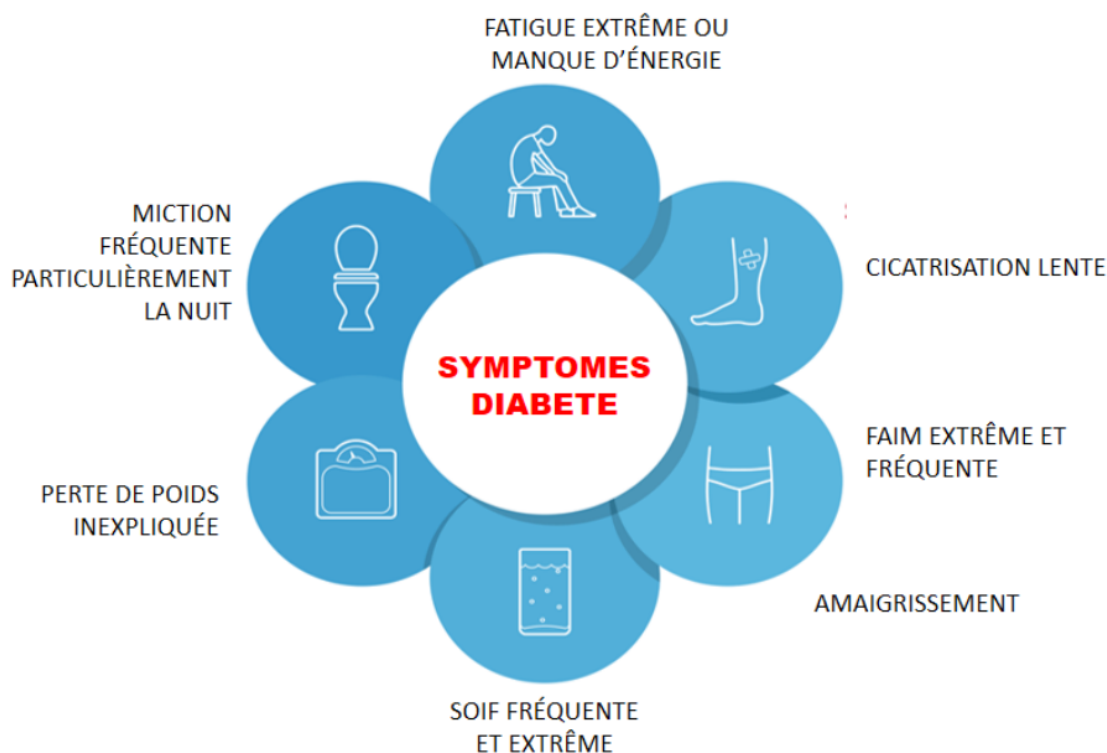 FATIGUE EXTRÊME OU
MANQUE D'ÉNERGIE
MICTION
FRÉQUENTE
PARTICULIÈREMENT
LA NUIT
CICATRISATION LENTE
SYMPTOMES
DIABETE
FAIM EXTRÊME ET
FRÉQUENTE
PERTE DE POIDS
INEXPLIQUÉE
AMAIGRISSEMENT
SOIF FRÉQUENTE
ET EXTRÊME